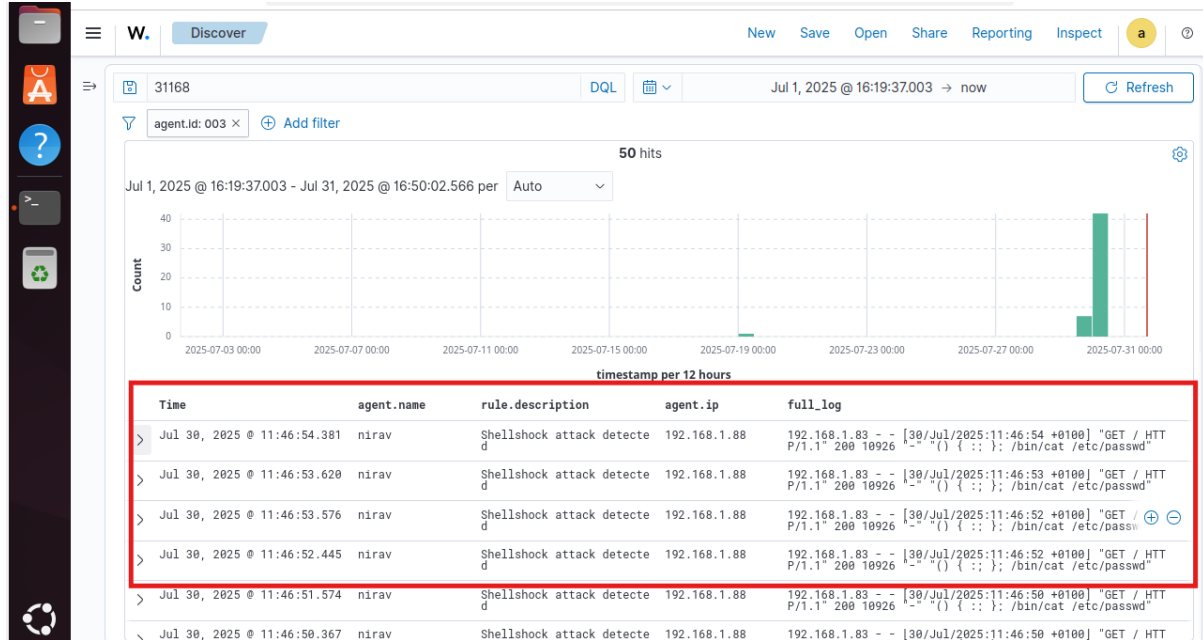 W. Discover New Save Open Share Reporting Inspect a
31168 DQL Jul 1, 2025 @ 16:19:37.003 → now Refresh
agent.id: 003 × Add filter
50 hits
Jul 1, 2025 @ 16:19:37.003 - Jul 31, 2025 @ 16:50:02.566 per Auto
Count
40
30
20
10
0
2025-07-03 00:00 2025-07-07 00:00 2025-07-11 00:00 2025-07-15 00:00 2025-07-19 00:00 2025-07-23 00:00 2025-07-27 00:00 2025-07-31 00:00
timestamp per 12 hours
Time agent.name rule.description agent.ip full_log
Jul 30, 2025 @ 11:46:54.381 nirav Shellshock attack detecte 192.168.1.88 192.168.1.83 - - [30/Jul/2025:11:46:54 +0100] "GET / HTT
d P/1.1" 200 10926 "-" "() { :; }; /bin/cat /etc/passwd"
Jul 30, 2025 @ 11:46:53.620 nirav Shellshock attack detecte 192.168.1.88 192.168.1.83 - - [30/Jul/2025:11:46:53 +0100] "GET / HTT
d P/1.1" 200 10926 "-" "() { :; }; /bin/cat /etc/passwd"
Jul 30, 2025 @ 11:46:53.576 nirav Shellshock attack detecte 192.168.1.88 192.168.1.83 - - [30/Jul/2025:11:46:52 +0100] "GET /
d P/1.1" 200 10926 "-" "() { :; }; /bin/cat /etc/passw
Jul 30, 2025 @ 11:46:52.445 nirav Shellshock attack detecte 192.168.1.88 192.168.1.83 - - [30/Jul/2025:11:46:52 +0100] "GET / HTT
d P/1.1" 200 10926 "-" "() { :; }; /bin/cat /etc/passwd"
Jul 30, 2025 @ 11:46:51.574 nirav Shellshock attack detecte 192.168.1.88 192.168.1.83 - - [30/Jul/2025:11:46:50 +0100] "GET / HTT
d P/1.1" 200 10926 "-" "() { :; }; /bin/cat /etc/passwd"
Jul 30, 2025 @ 11:46:50.367 nirav Shellshock attack detecte 192.168.1.88 192.168.1.83 - - [30/Jul/2025:11:46:50 +0100] "GET / HTT